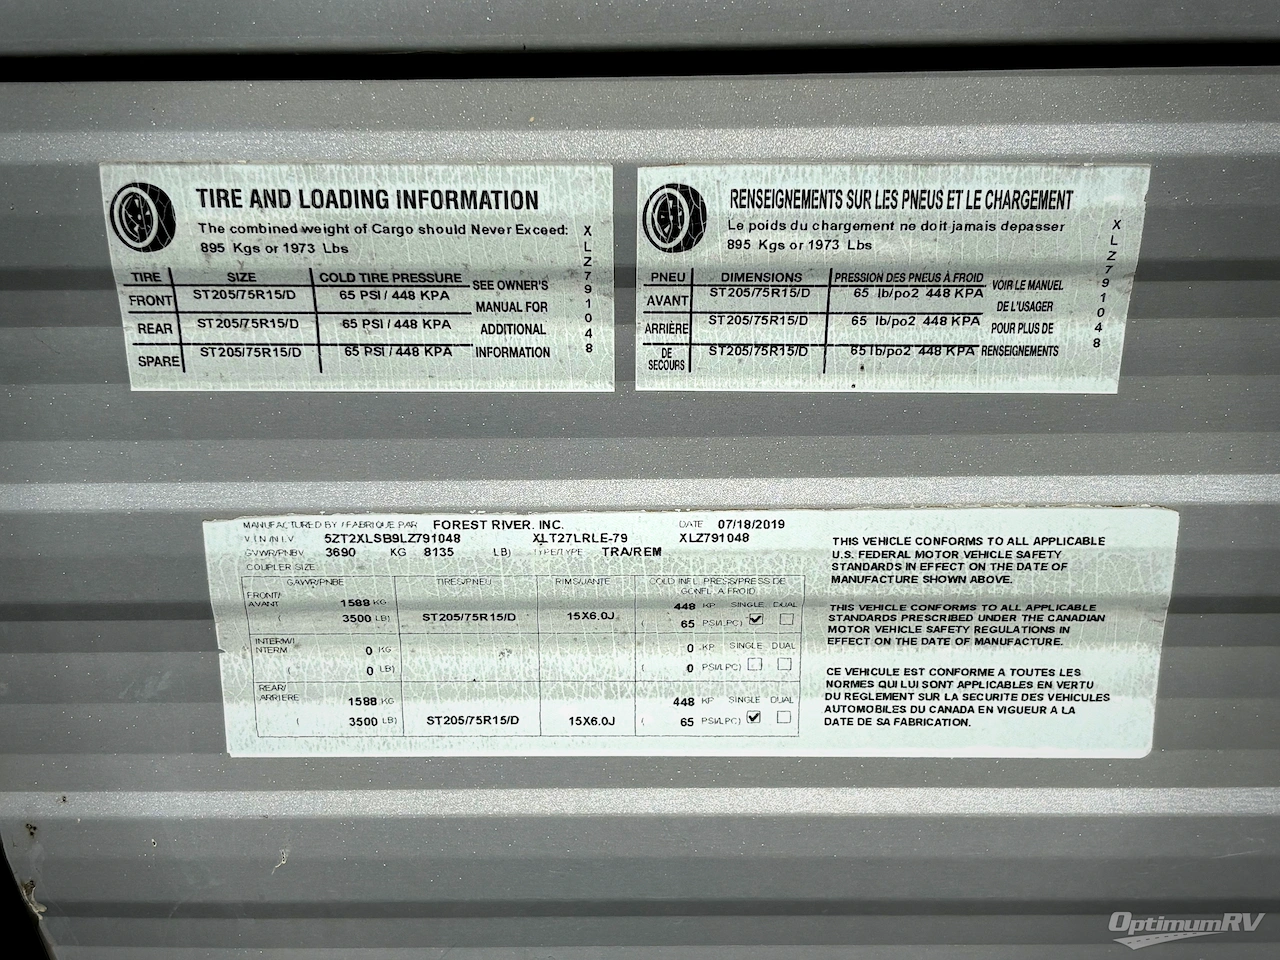 TIRE AND LOADING INFORMATION
The combined weight of Cargo should Never Exceed:
895 Kgs or 1973 Lbs
TIRE SIZE COLD TIRE PRESSURE SEE OWNER'S
FRONT ST205/75R15/D 65 PSI / 448 KPA MANUAL FOR
REAR ST205/75R15/D 65 PSI / 448 KPA ADDITIONAL
SPARE ST205/75R15/D 65 PSI / 448 KPA INFORMATION
XLZ791048
RENSEIGNEMENTS SUR LES PNEUS ET LE CHARGEMENT
Le poids du chargement ne doit jamais depasser
895 Kgs or 1973 Lbs
PNEU DIMENSIONS PRESSION DES PNEUS À FROID VOIR LE MANUEL
AVANT ST205/75R15/D 65 lb/po2 448 KPA DE L'USAGER
ARRIÈRE ST205/75R15/D 65 lb/po2 448 KPA POUR PLUS DE
DE SECOURS ST205/75R15/D 65 lb/po2 448 KPA RENSEIGNEMENTS
XLZ791048
MANUFACTURED BY / FABRIQUE PAR FOREST RIVER, INC. DATE 07/18/2019
V I N / N I V 5ZT2XLSB9LZ791048 XLT27LRLE-79 XLZ791048
GVWR/PNBV 3690 KG 8135 LB) TYPE/TYPE TRA/REM
COUPLER SIZE
GAWR/PNBE TIRES/PNEU RIMS/JANTE COLD INFL. PRESS/PRESS DE
GONFL. A FROID
FRONT/
AVANT 1588 KG 448 KP SINGLE DUAL
( 3500 LB) ST205/75R15/D 15X6.0J ( 65 PSI/LPC)
INTERM/I
NTERM 0 KG 0 KP SINGLE DUAL
( 0 LB) ( 0 PSI/LPC)
REAR/
ARRIERE 1588 KG 448 KP SINGLE DUAL
( 3500 LB) ST205/75R15/D 15X6.0J ( 65 PSI/LPC)
THIS VEHICLE CONFORMS TO ALL APPLICABLE
U.S. FEDERAL MOTOR VEHICLE SAFETY
STANDARDS IN EFFECT ON THE DATE OF
MANUFACTURE SHOWN ABOVE.
THIS VEHICLE CONFORMS TO ALL APPLICABLE
STANDARDS PRESCRIBED UNDER THE CANADIAN
MOTOR VEHICLE SAFETY REGULATIONS IN
EFFECT ON THE DATE OF MANUFACTURE.
CE VEHICULE EST CONFORME A TOUTES LES
NORMES QUI LUI SONT APPLICABLES EN VERTU
DU REGLEMENT SUR LA SECURITE DES VEHICULES
AUTOMOBILES DU CANADA EN VIGUEUR A LA
DATE DE SA FABRICATION.
OptimumRV